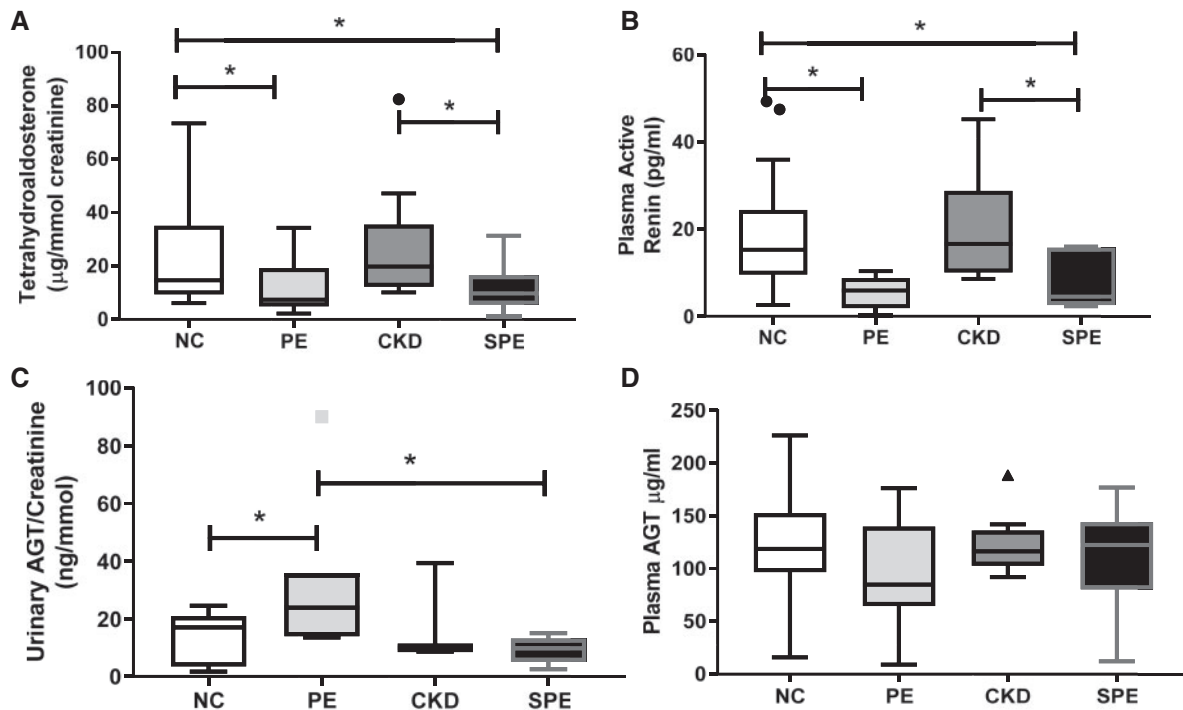 A
Tetrahydroaldosterone
(μg/mmol creatinine)
100
80
60
40
20
0
*
*
*
NC PE CKD SPE
B
Plasma Active
Renin (pg/ml)
60
40
20
0
*
*
*
NC PE CKD SPE
C
Urinary AGT/Creatinine
(ng/mmol)
100
80
60
40
20
0
*
*
NC PE CKD SPE
D
Plasma AGT μg/ml
250
200
150
100
50
0
NC PE CKD SPE